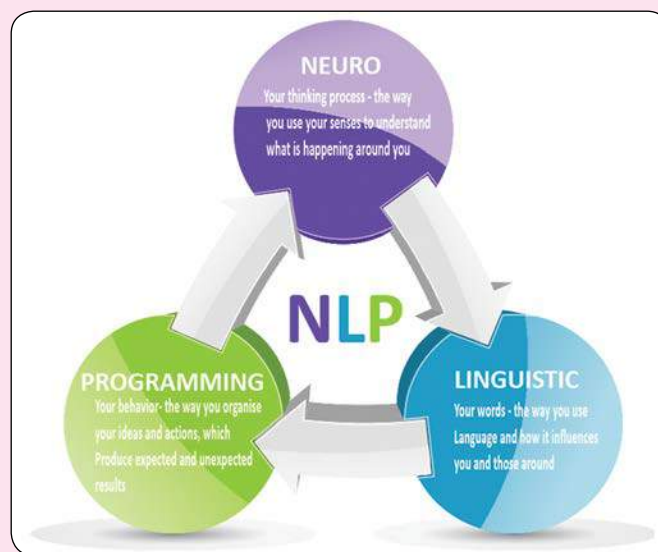 NEURO
Your thinking process - the way
you use your senses to understand
what is happening around you
NLP
PROGRAMMING
Your behavior- the way you organise
your ideas and actions, which
Produce expected and unexpected
results
LINGUISTIC
Your words - the way you use
Language and how it influences
you and those around